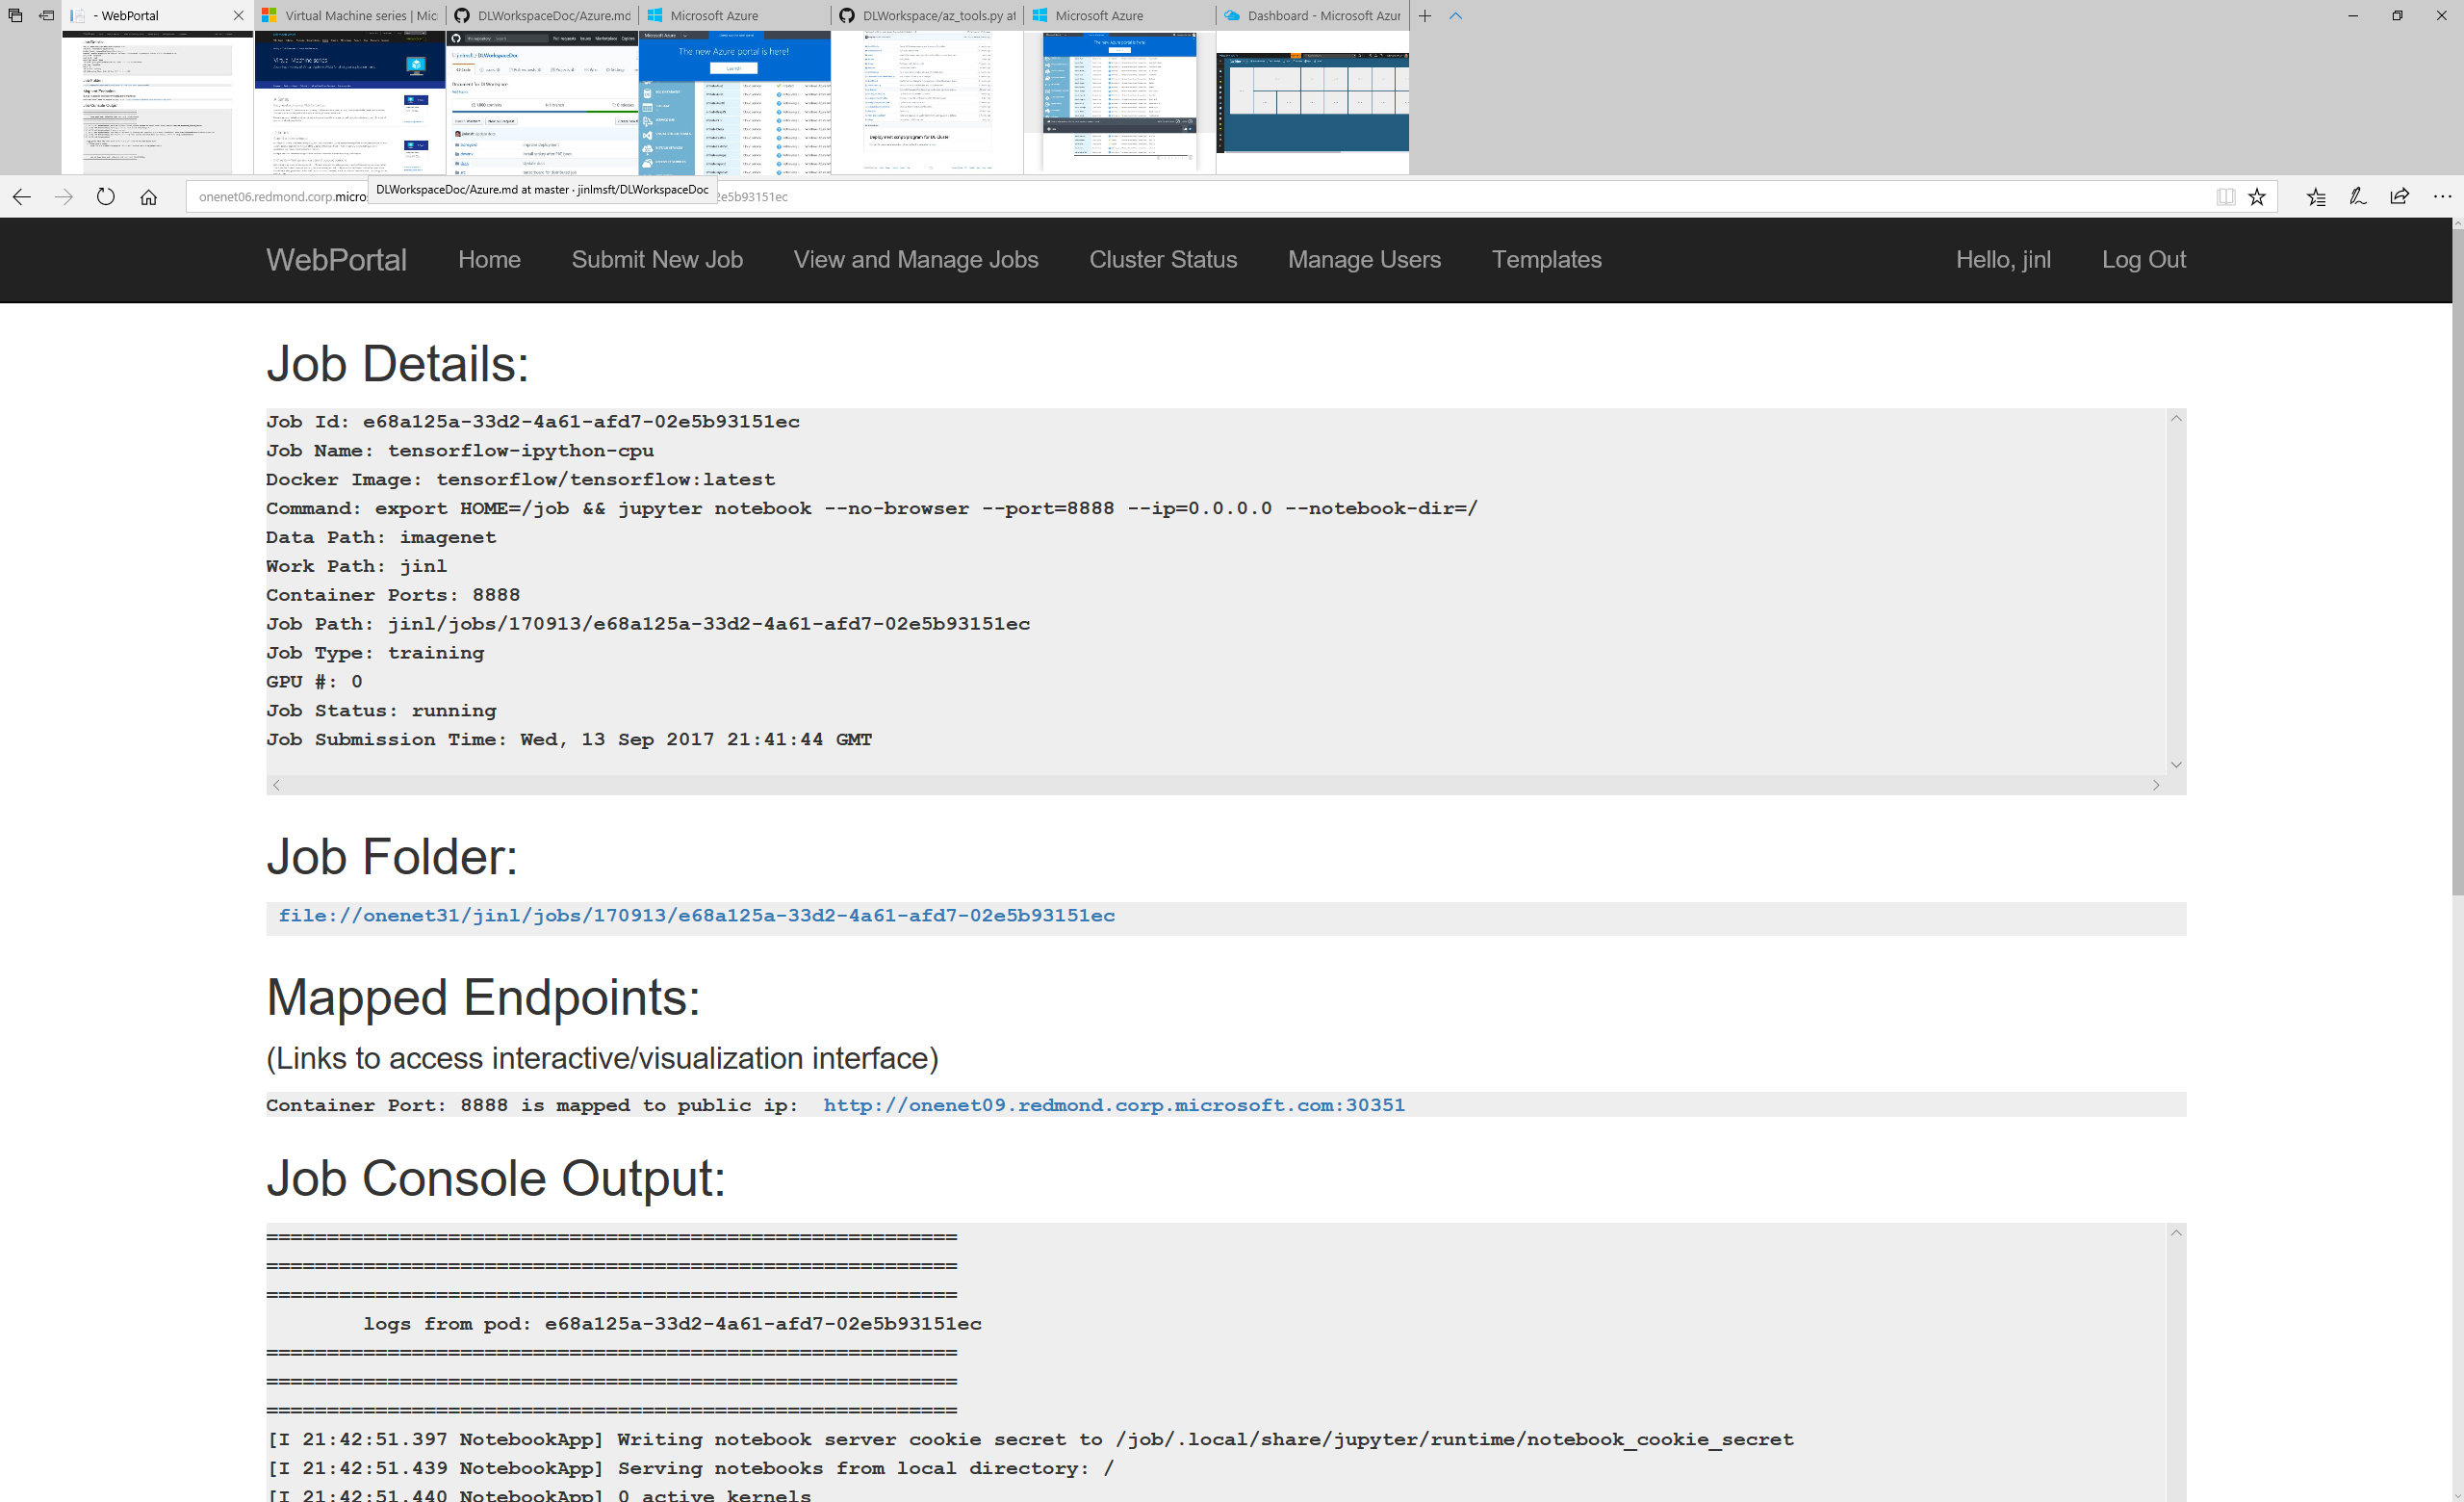 - WebPortal
Virtual Machine series | Mic
DLWorkspaceDoc/Azure.md
Microsoft Azure
DLWorkspace/az_tools.py at
Microsoft Azure
Dashboard - Microsoft Azur
The new Azure portal is here!
onenet06.redmond.corp.micro
DLWorkspaceDoc/Azure.md at master · jinlmsft/DLWorkspaceDoc
2e5b93151ec
WebPortal Home Submit New Job View and Manage Jobs Cluster Status Manage Users Templates Hello, jinl Log Out
Job Details:
Job Id: e68a125a-33d2-4a61-afd7-02e5b93151ec
Job Name: tensorflow-ipython-cpu
Docker Image: tensorflow/tensorflow:latest
Command: export HOME=/job && jupyter notebook --no-browser --port=8888 --ip=0.0.0.0 --notebook-dir=/
Data Path: imagenet
Work Path: jinl
Container Ports: 8888
Job Path: jinl/jobs/170913/e68a125a-33d2-4a61-afd7-02e5b93151ec
Job Type: training
GPU #: 0
Job Status: running
Job Submission Time: Wed, 13 Sep 2017 21:41:44 GMT
Job Folder:
file://onenet31/jinl/jobs/170913/e68a125a-33d2-4a61-afd7-02e5b93151ec
Mapped Endpoints:
(Links to access interactive/visualization interface)
Container Port: 8888 is mapped to public ip: http://onenet09.redmond.corp.microsoft.com:30351
Job Console Output:
=========================================================
=========================================================
=========================================================
logs from pod: e68a125a-33d2-4a61-afd7-02e5b93151ec
=========================================================
=========================================================
=========================================================
[I 21:42:51.397 NotebookApp] Writing notebook server cookie secret to /job/.local/share/jupyter/runtime/notebook_cookie_secret
[I 21:42:51.439 NotebookApp] Serving notebooks from local directory: /
[I 21:42:51.440 NotebookApp] 0 active kernels